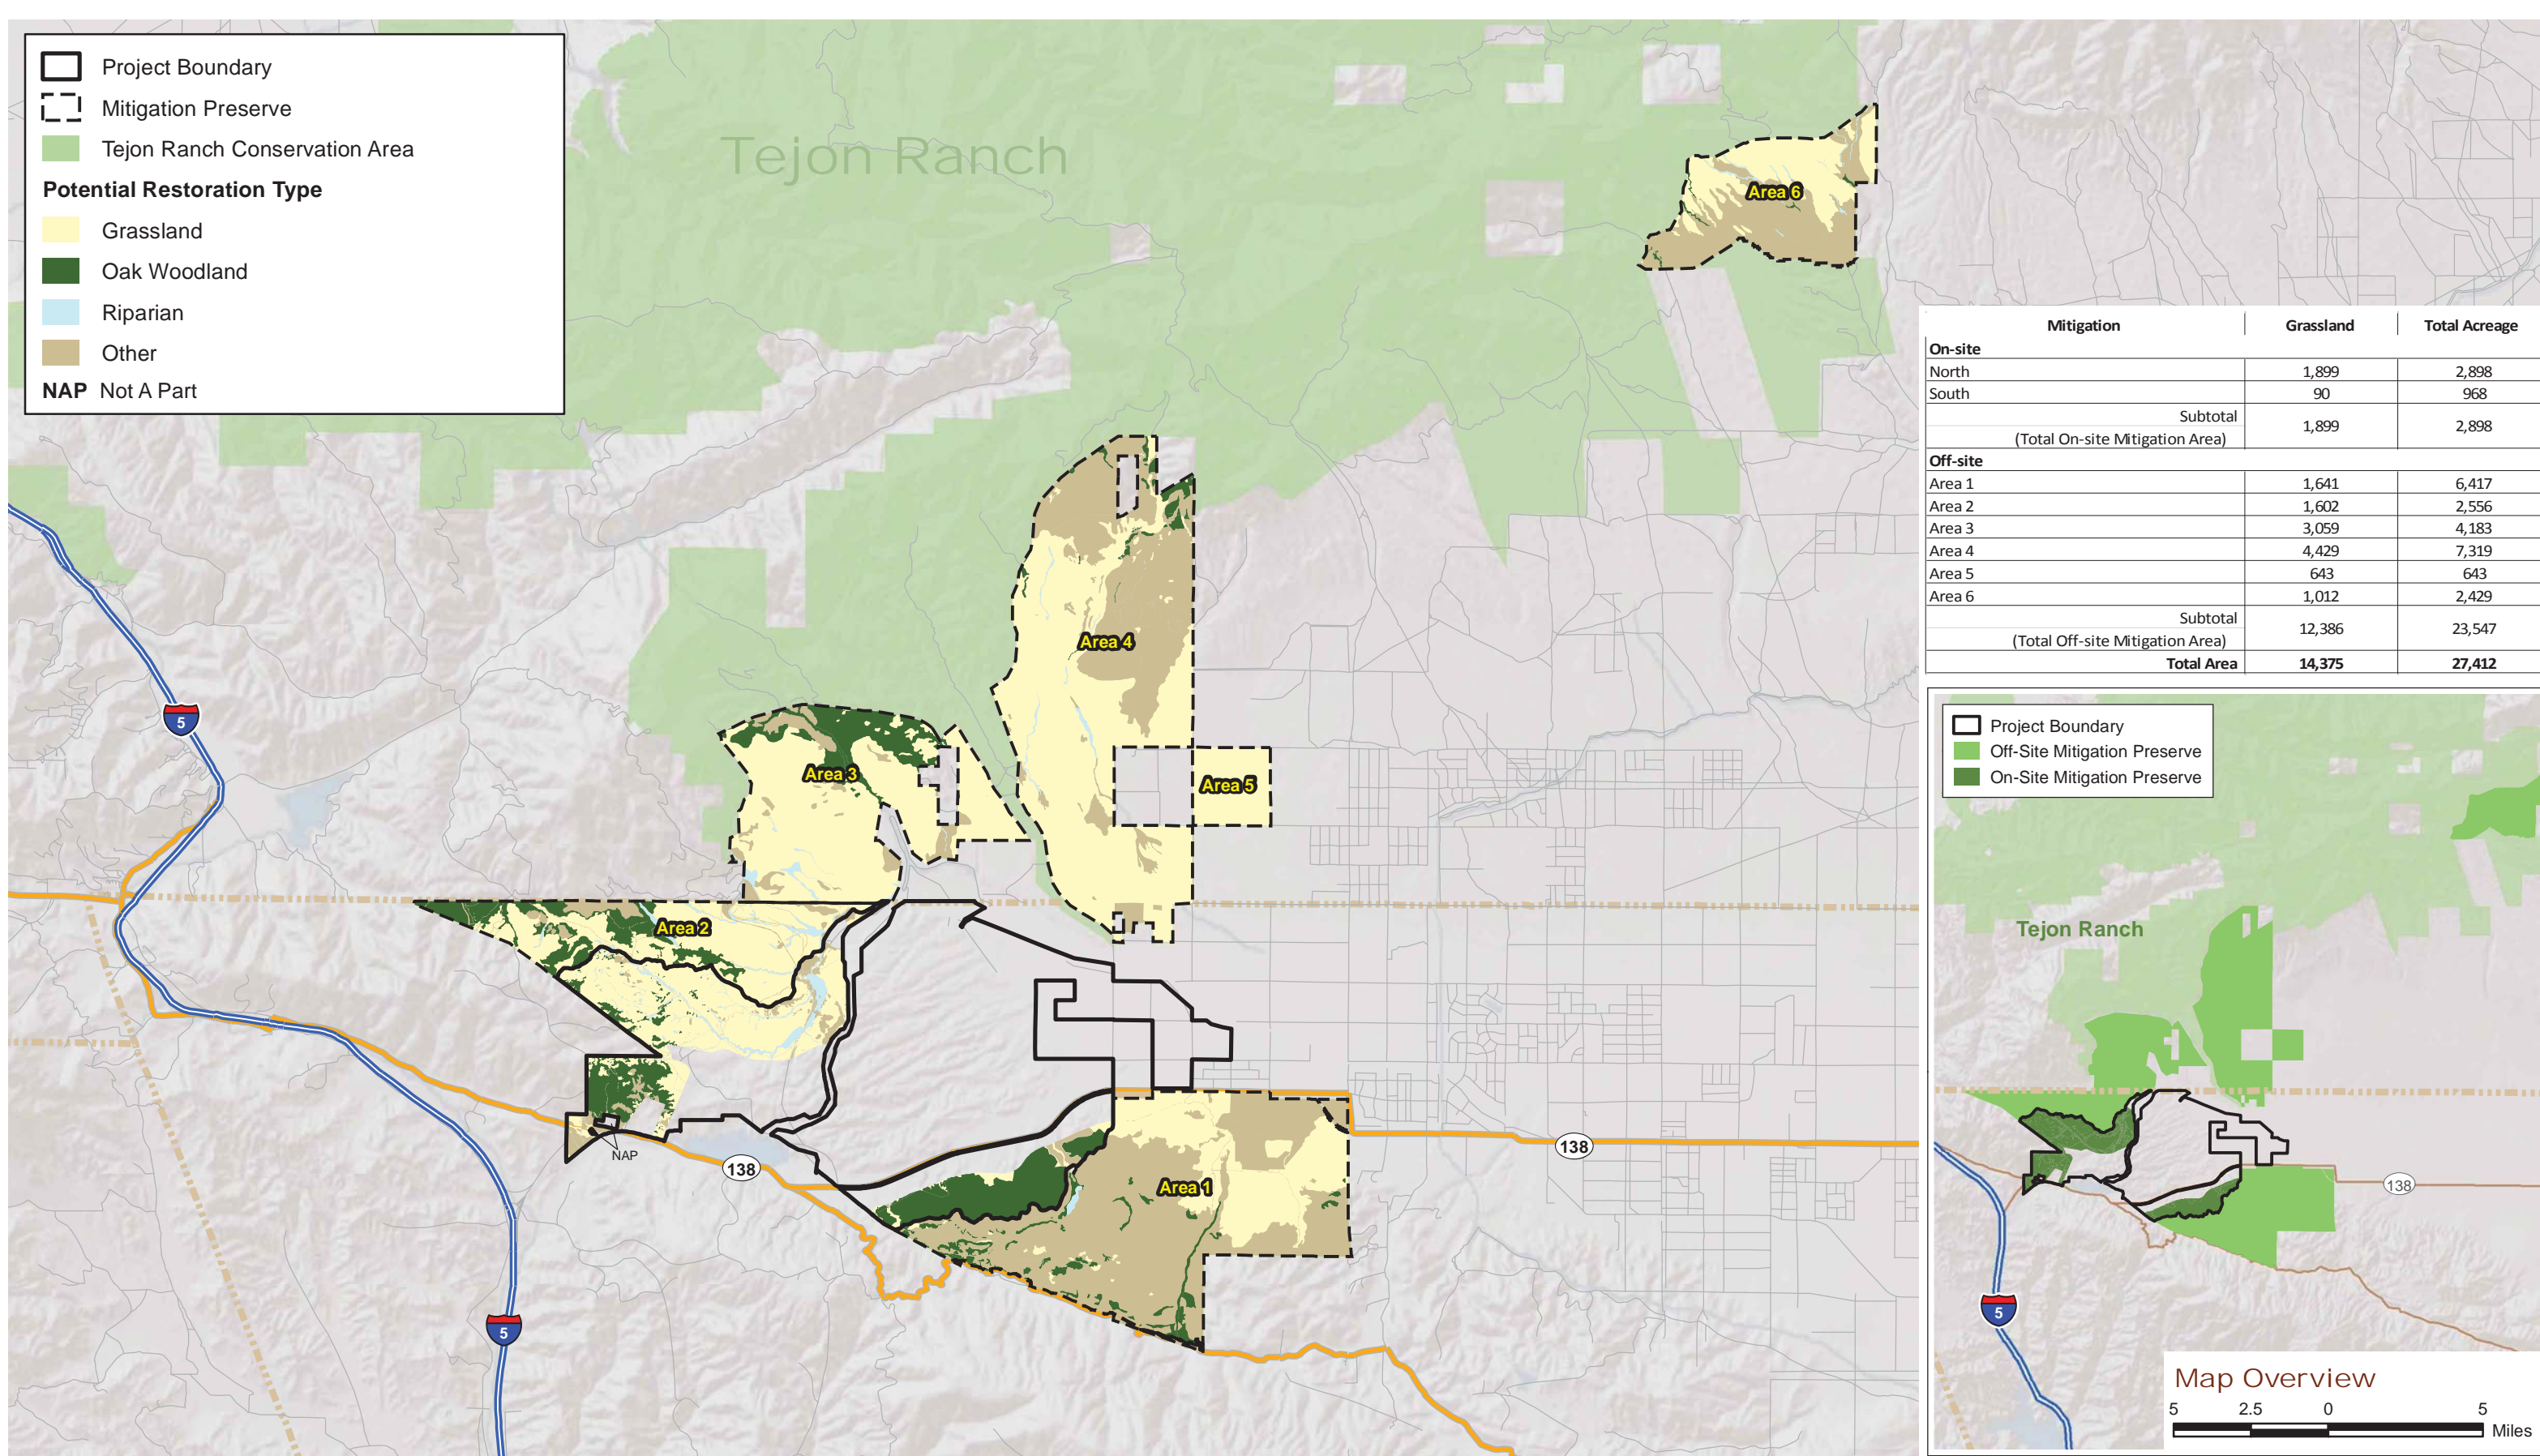 Project Boundary
Mitigation Preserve
Tejon Ranch Conservation Area
Potential Restoration Type
Grassland
Oak Woodland
Riparian
Other
NAP Not A Part
Tejon Ranch
Area 6
Area 4
Area 3
Area 5
Area 2
Area 1
NAP
5
5
138
138
Mitigation Grassland Total Acreage
On-site
North 1,899 2,898
South 90 968
Subtotal
(Total On-site Mitigation Area) 1,899 2,898
Off-site
Area 1 1,641 6,417
Area 2 1,602 2,556
Area 3 3,059 4,183
Area 4 4,429 7,319
Area 5 643 643
Area 6 1,012 2,429
Subtotal
(Total Off-site Mitigation Area) 12,386 23,547
Total Area 14,375 27,412
Project Boundary
Off-Site Mitigation Preserve
On-Site Mitigation Preserve
Tejon Ranch
138
5
Map Overview
5 2.5 0 5
Miles